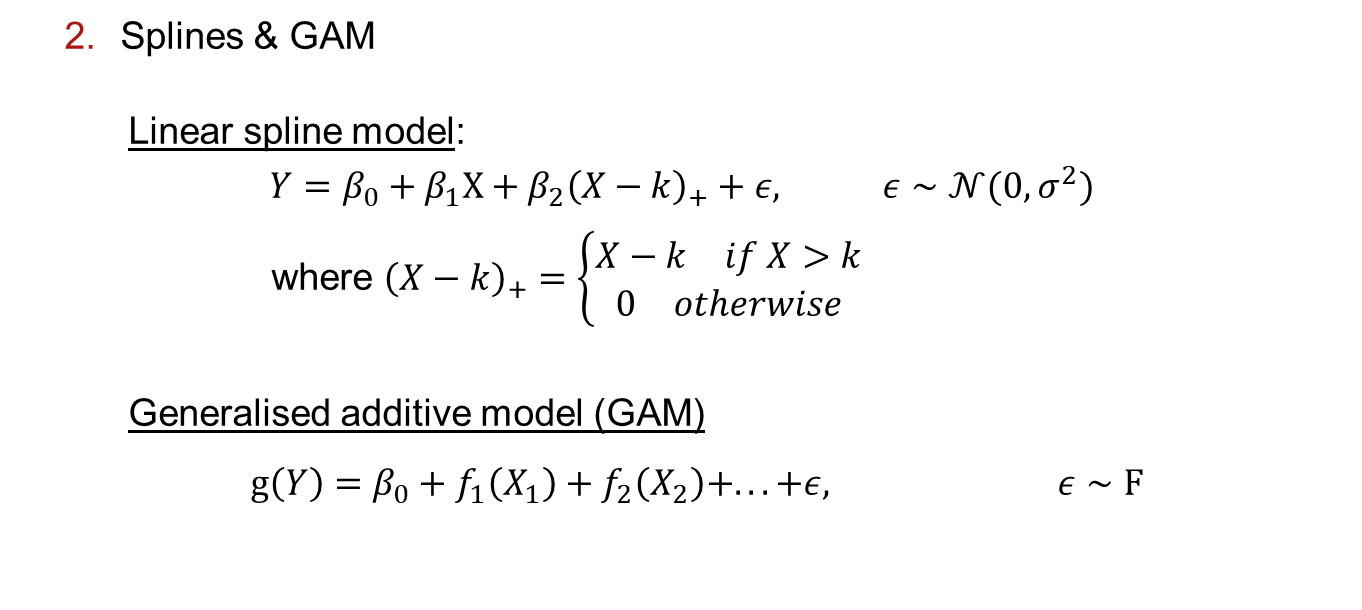 2. Splines & GAM
Linear spline model:
Y = β₀ + β₁X + β₂(X − k)₊ + ϵ, ϵ ~ 𝒩(0, σ²)
where (X − k)₊ = { X − k if X > k
0 otherwise
Generalised additive model (GAM)
g(Y) = β₀ + f₁(X₁) + f₂(X₂)+...+ϵ, ϵ ~ F